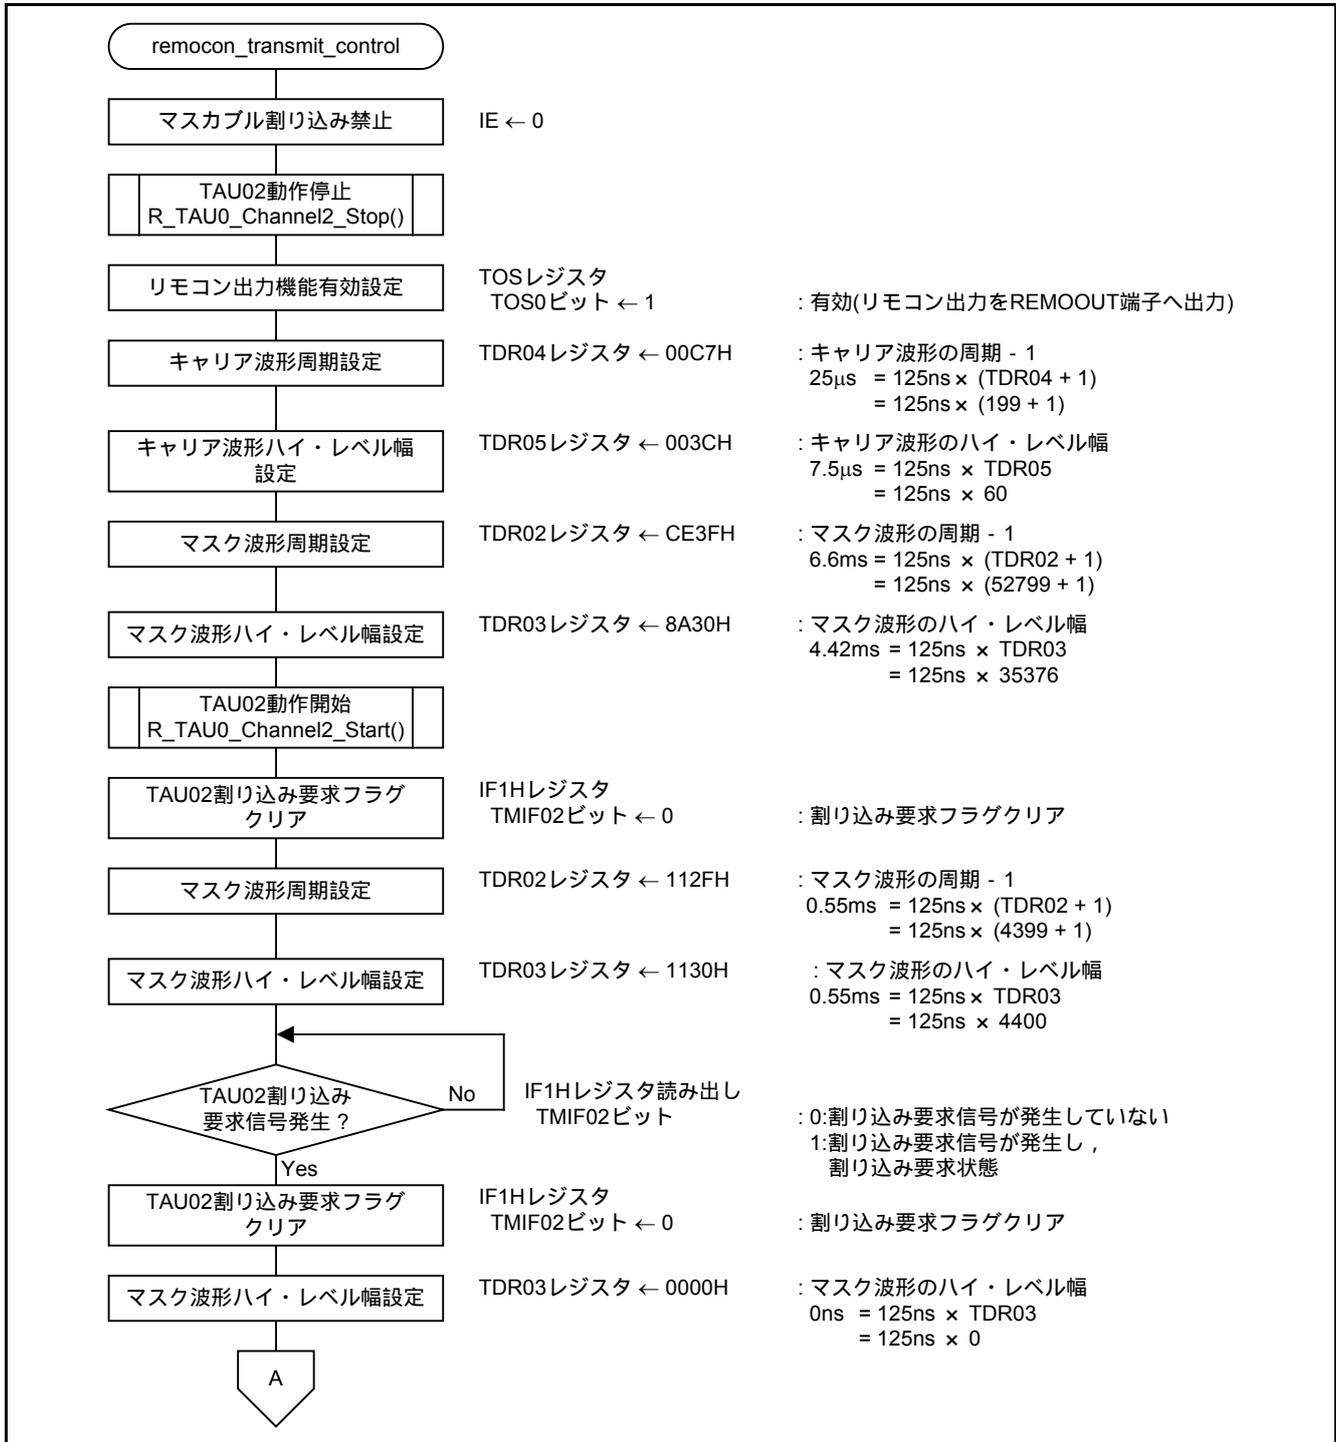 remocon_transmit_control
マスカブル割り込み禁止
IE ← 0
TAU02動作停止
R_TAU0_Channel2_Stop()
リモコン出力機能有効設定
TOSレジスタ
TOS0ビット ← 1
: 有効(リモコン出力をREMOOUT端子へ出力)
キャリア波形周期設定
TDR04レジスタ ← 00C7H
: キャリア波形の周期 - 1
25μs = 125ns × (TDR04 + 1)
= 125ns × (199 + 1)
キャリア波形ハイ・レベル幅
設定
TDR05レジスタ ← 003CH
: キャリア波形のハイ・レベル幅
7.5μs = 125ns × TDR05
= 125ns × 60
マスク波形周期設定
TDR02レジスタ ← CE3FH
: マスク波形の周期 - 1
6.6ms = 125ns × (TDR02 + 1)
= 125ns × (52799 + 1)
マスク波形ハイ・レベル幅設定
TDR03レジスタ ← 8A30H
: マスク波形のハイ・レベル幅
4.42ms = 125ns × TDR03
= 125ns × 35376
TAU02動作開始
R_TAU0_Channel2_Start()
TAU02割り込み要求フラグ
クリア
IF1Hレジスタ
TMIF02ビット ← 0
: 割り込み要求フラグクリア
マスク波形周期設定
TDR02レジスタ ← 112FH
: マスク波形の周期 - 1
0.55ms = 125ns × (TDR02 + 1)
= 125ns × (4399 + 1)
マスク波形ハイ・レベル幅設定
TDR03レジスタ ← 1130H
: マスク波形のハイ・レベル幅
0.55ms = 125ns × TDR03
= 125ns × 4400
TAU02割り込み
要求信号発生？
No
Yes
IF1Hレジスタ読み出し
TMIF02ビット
: 0:割り込み要求信号が発生していない
1:割り込み要求信号が発生し，
割り込み要求状態
TAU02割り込み要求フラグ
クリア
IF1Hレジスタ
TMIF02ビット ← 0
: 割り込み要求フラグクリア
マスク波形ハイ・レベル幅設定
TDR03レジスタ ← 0000H
: マスク波形のハイ・レベル幅
0ns = 125ns × TDR03
= 125ns × 0
A